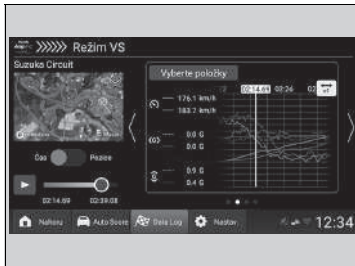 Režim VS
Suzuka Circuit
Vyberte položky
02:14.69 02:26 02
176.1 km/h
183.7 km/h
0.0 G
0.0 G
0.9 G
0.4 G
Čas Pozice
02:14.69 02:39.08
Nahoru Auto Score Data Log Nastav. 12:34